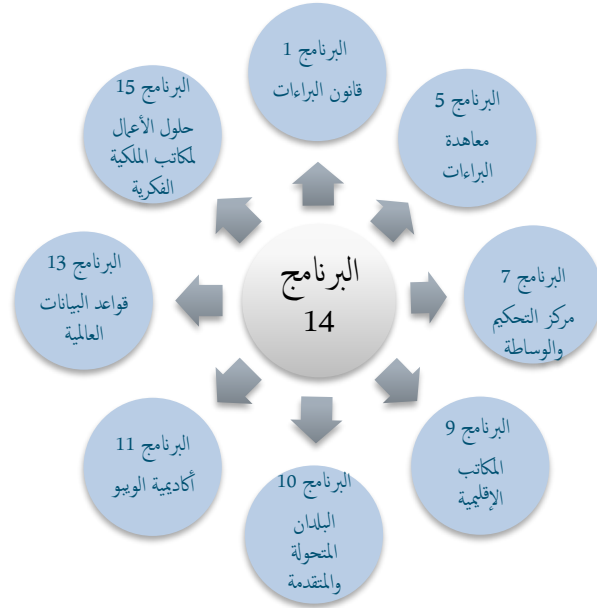 البرنامج 1
قانون البراءات
البرنامج 5
معاهدة
البراءات
البرنامج 7
مركز التحكيم
والوساطة
البرنامج 9
المكاتب
الإقليمية
البرنامج 10
البلدان
المتحولة
والمتقدمة
البرنامج 11
أكاديمية الويبو
البرنامج 13
قواعد البيانات
العالمية
البرنامج 15
حلول الأعمال
لمكاتب الملكية
الفكرية
البرنامج
14